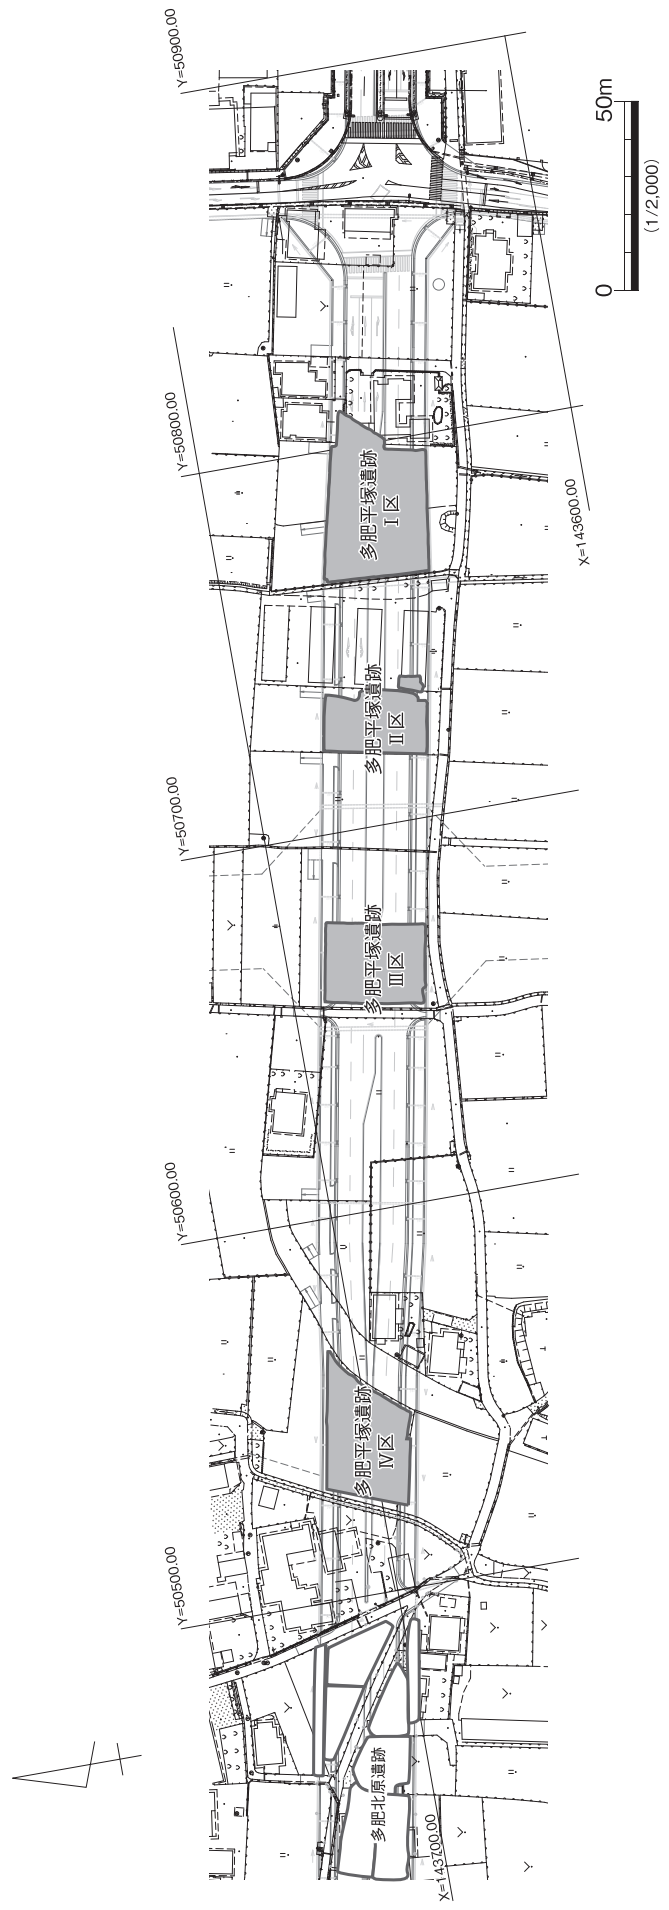 Y=50900.00
50m
0
(1/2,000)
Y=50800.00
多肥平塚遺跡
Ⅰ区
X=143600.00
多肥平塚遺跡
Ⅱ区
Y=50700.00
多肥平塚遺跡
Ⅲ区
Y=50600.00
多肥平塚遺跡
Ⅳ区
Y=50500.00
多肥北原遺跡
X=143700.00